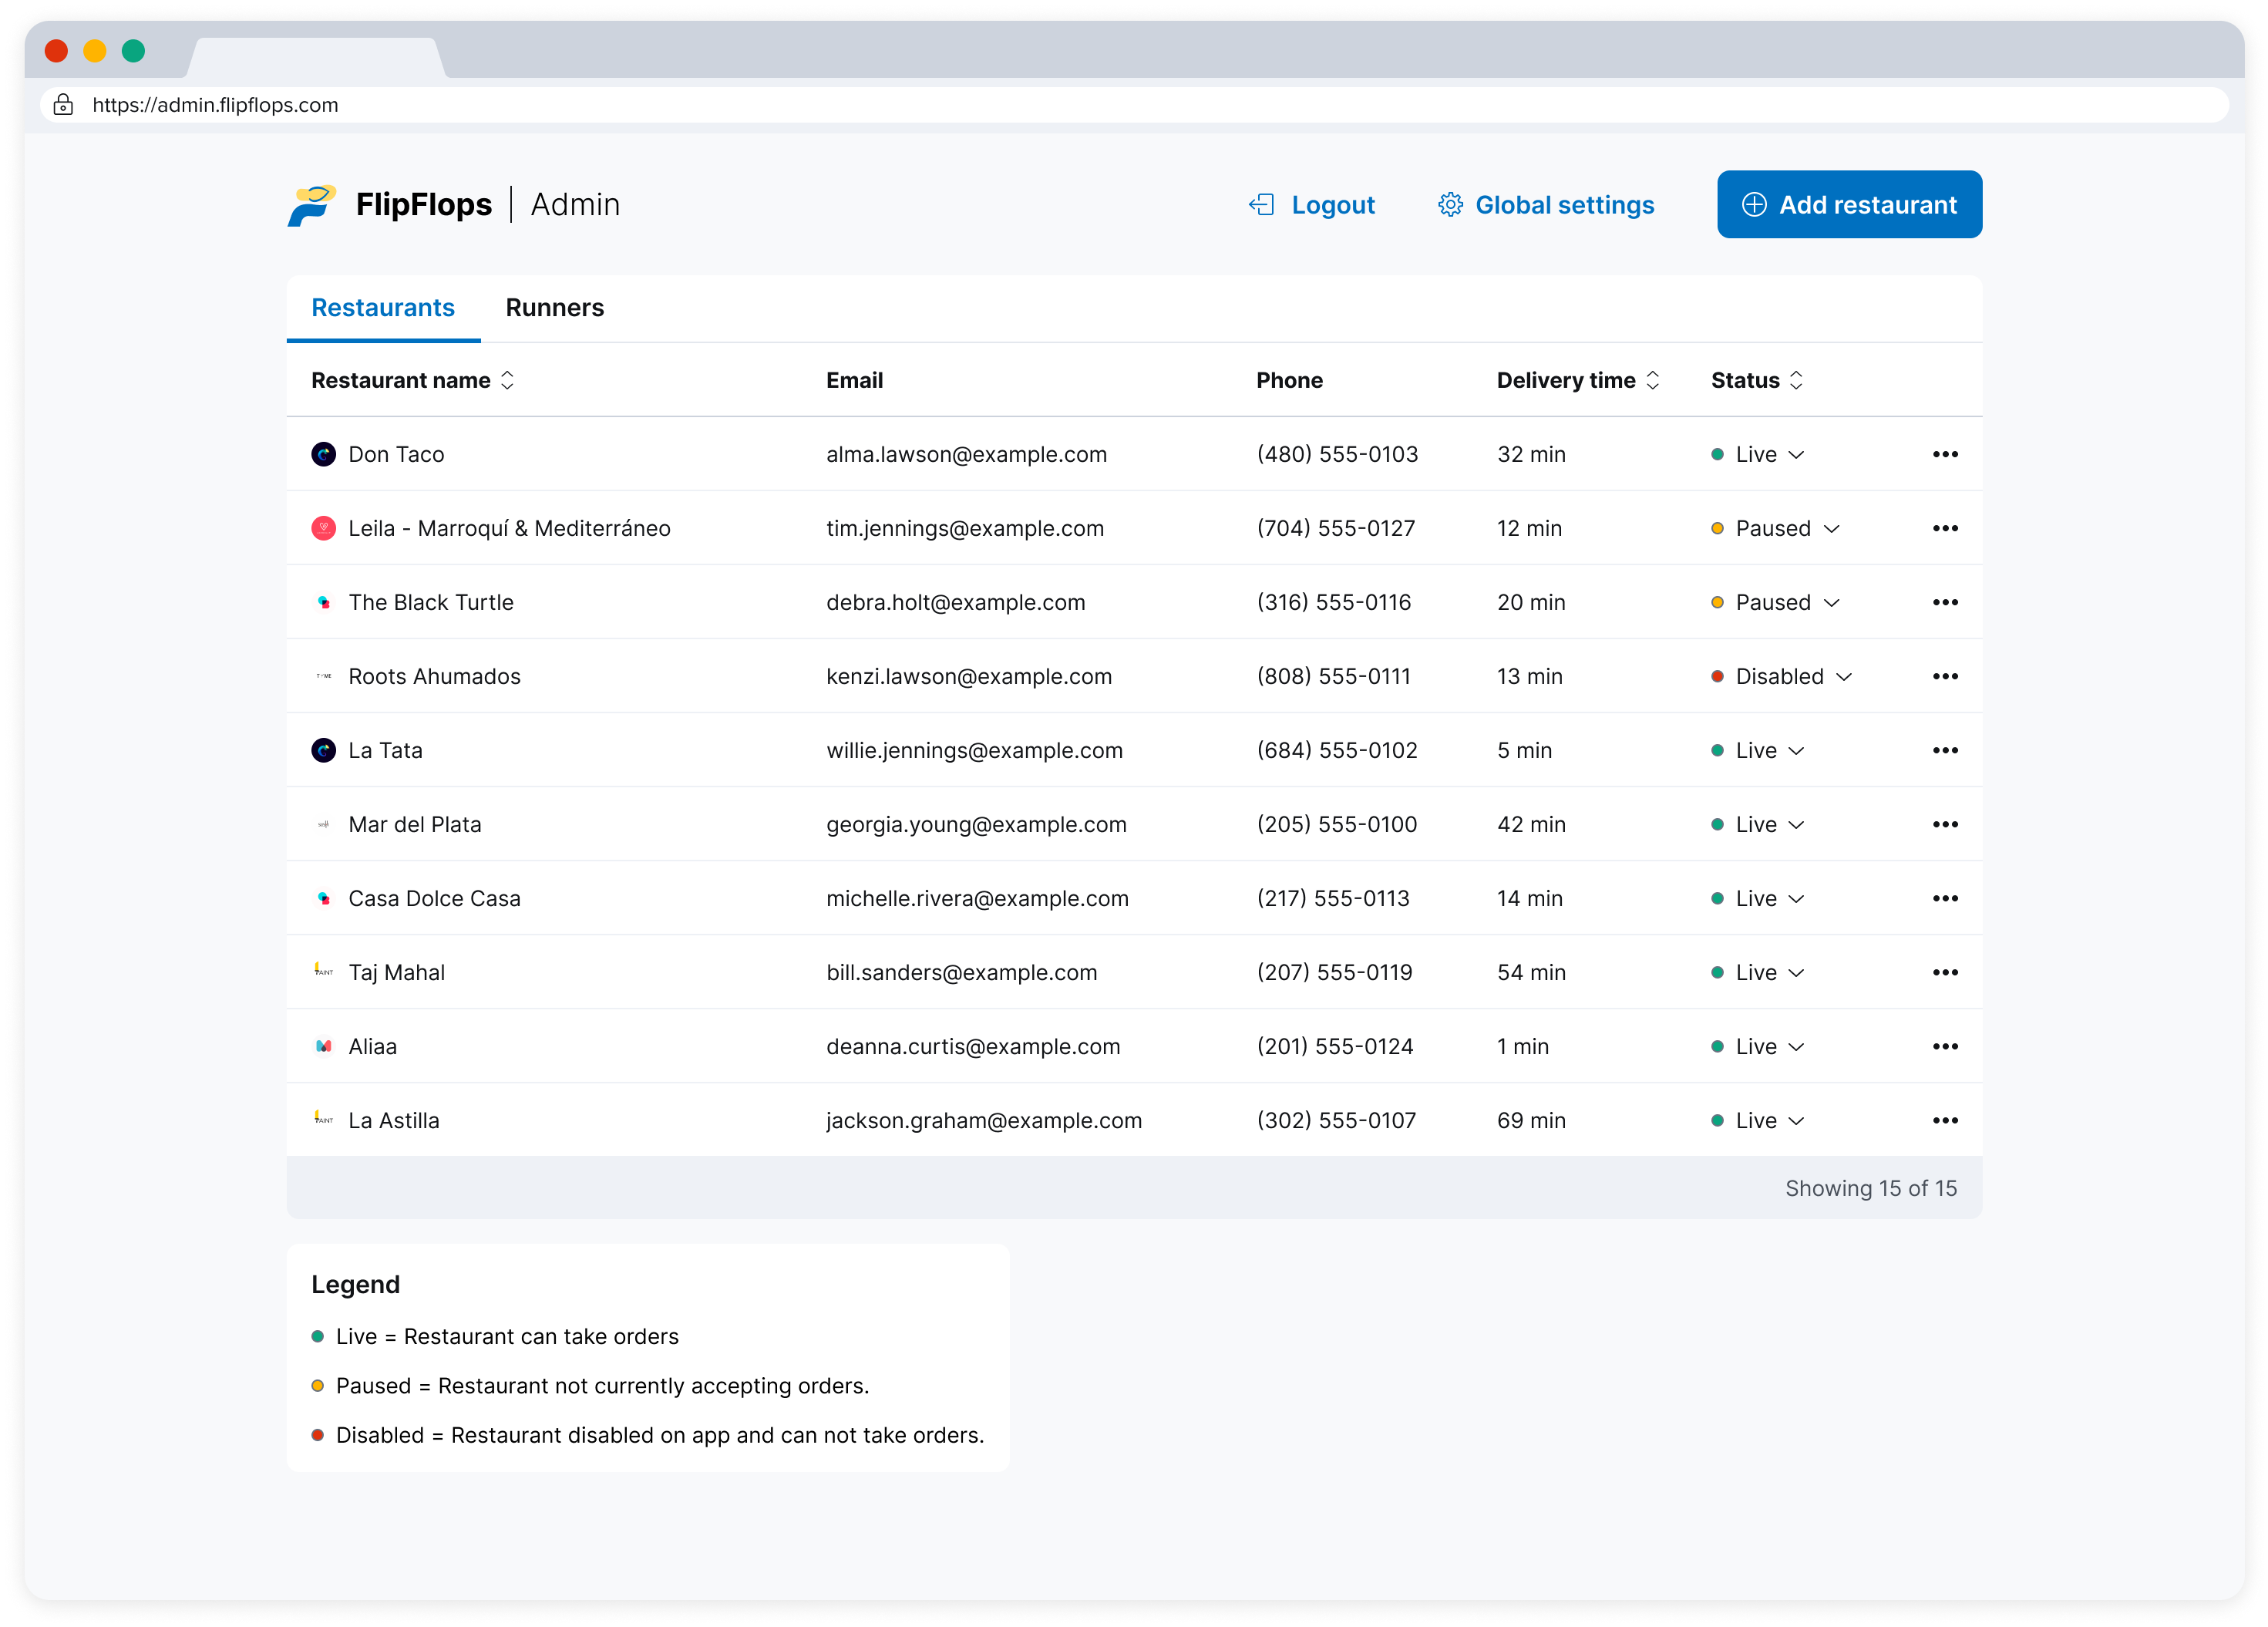 https://admin.flipflops.com
FlipFlops | Admin
Logout
Global settings
Add restaurant
Restaurants Runners
Restaurant name Email Phone Delivery time Status
Don Taco alma.lawson@example.com (480) 555-0103 32 min Live
Leila - Marroquí & Mediterráneo tim.jennings@example.com (704) 555-0127 12 min Paused
The Black Turtle debra.holt@example.com (316) 555-0116 20 min Paused
Roots Ahumados kenzi.lawson@example.com (808) 555-0111 13 min Disabled
La Tata willie.jennings@example.com (684) 555-0102 5 min Live
Mar del Plata georgia.young@example.com (205) 555-0100 42 min Live
Casa Dolce Casa michelle.rivera@example.com (217) 555-0113 14 min Live
Taj Mahal bill.sanders@example.com (207) 555-0119 54 min Live
Aliaa deanna.curtis@example.com (201) 555-0124 1 min Live
La Astilla jackson.graham@example.com (302) 555-0107 69 min Live
Showing 15 of 15
Legend
Live = Restaurant can take orders
Paused = Restaurant not currently accepting orders.
Disabled = Restaurant disabled on app and can not take orders.